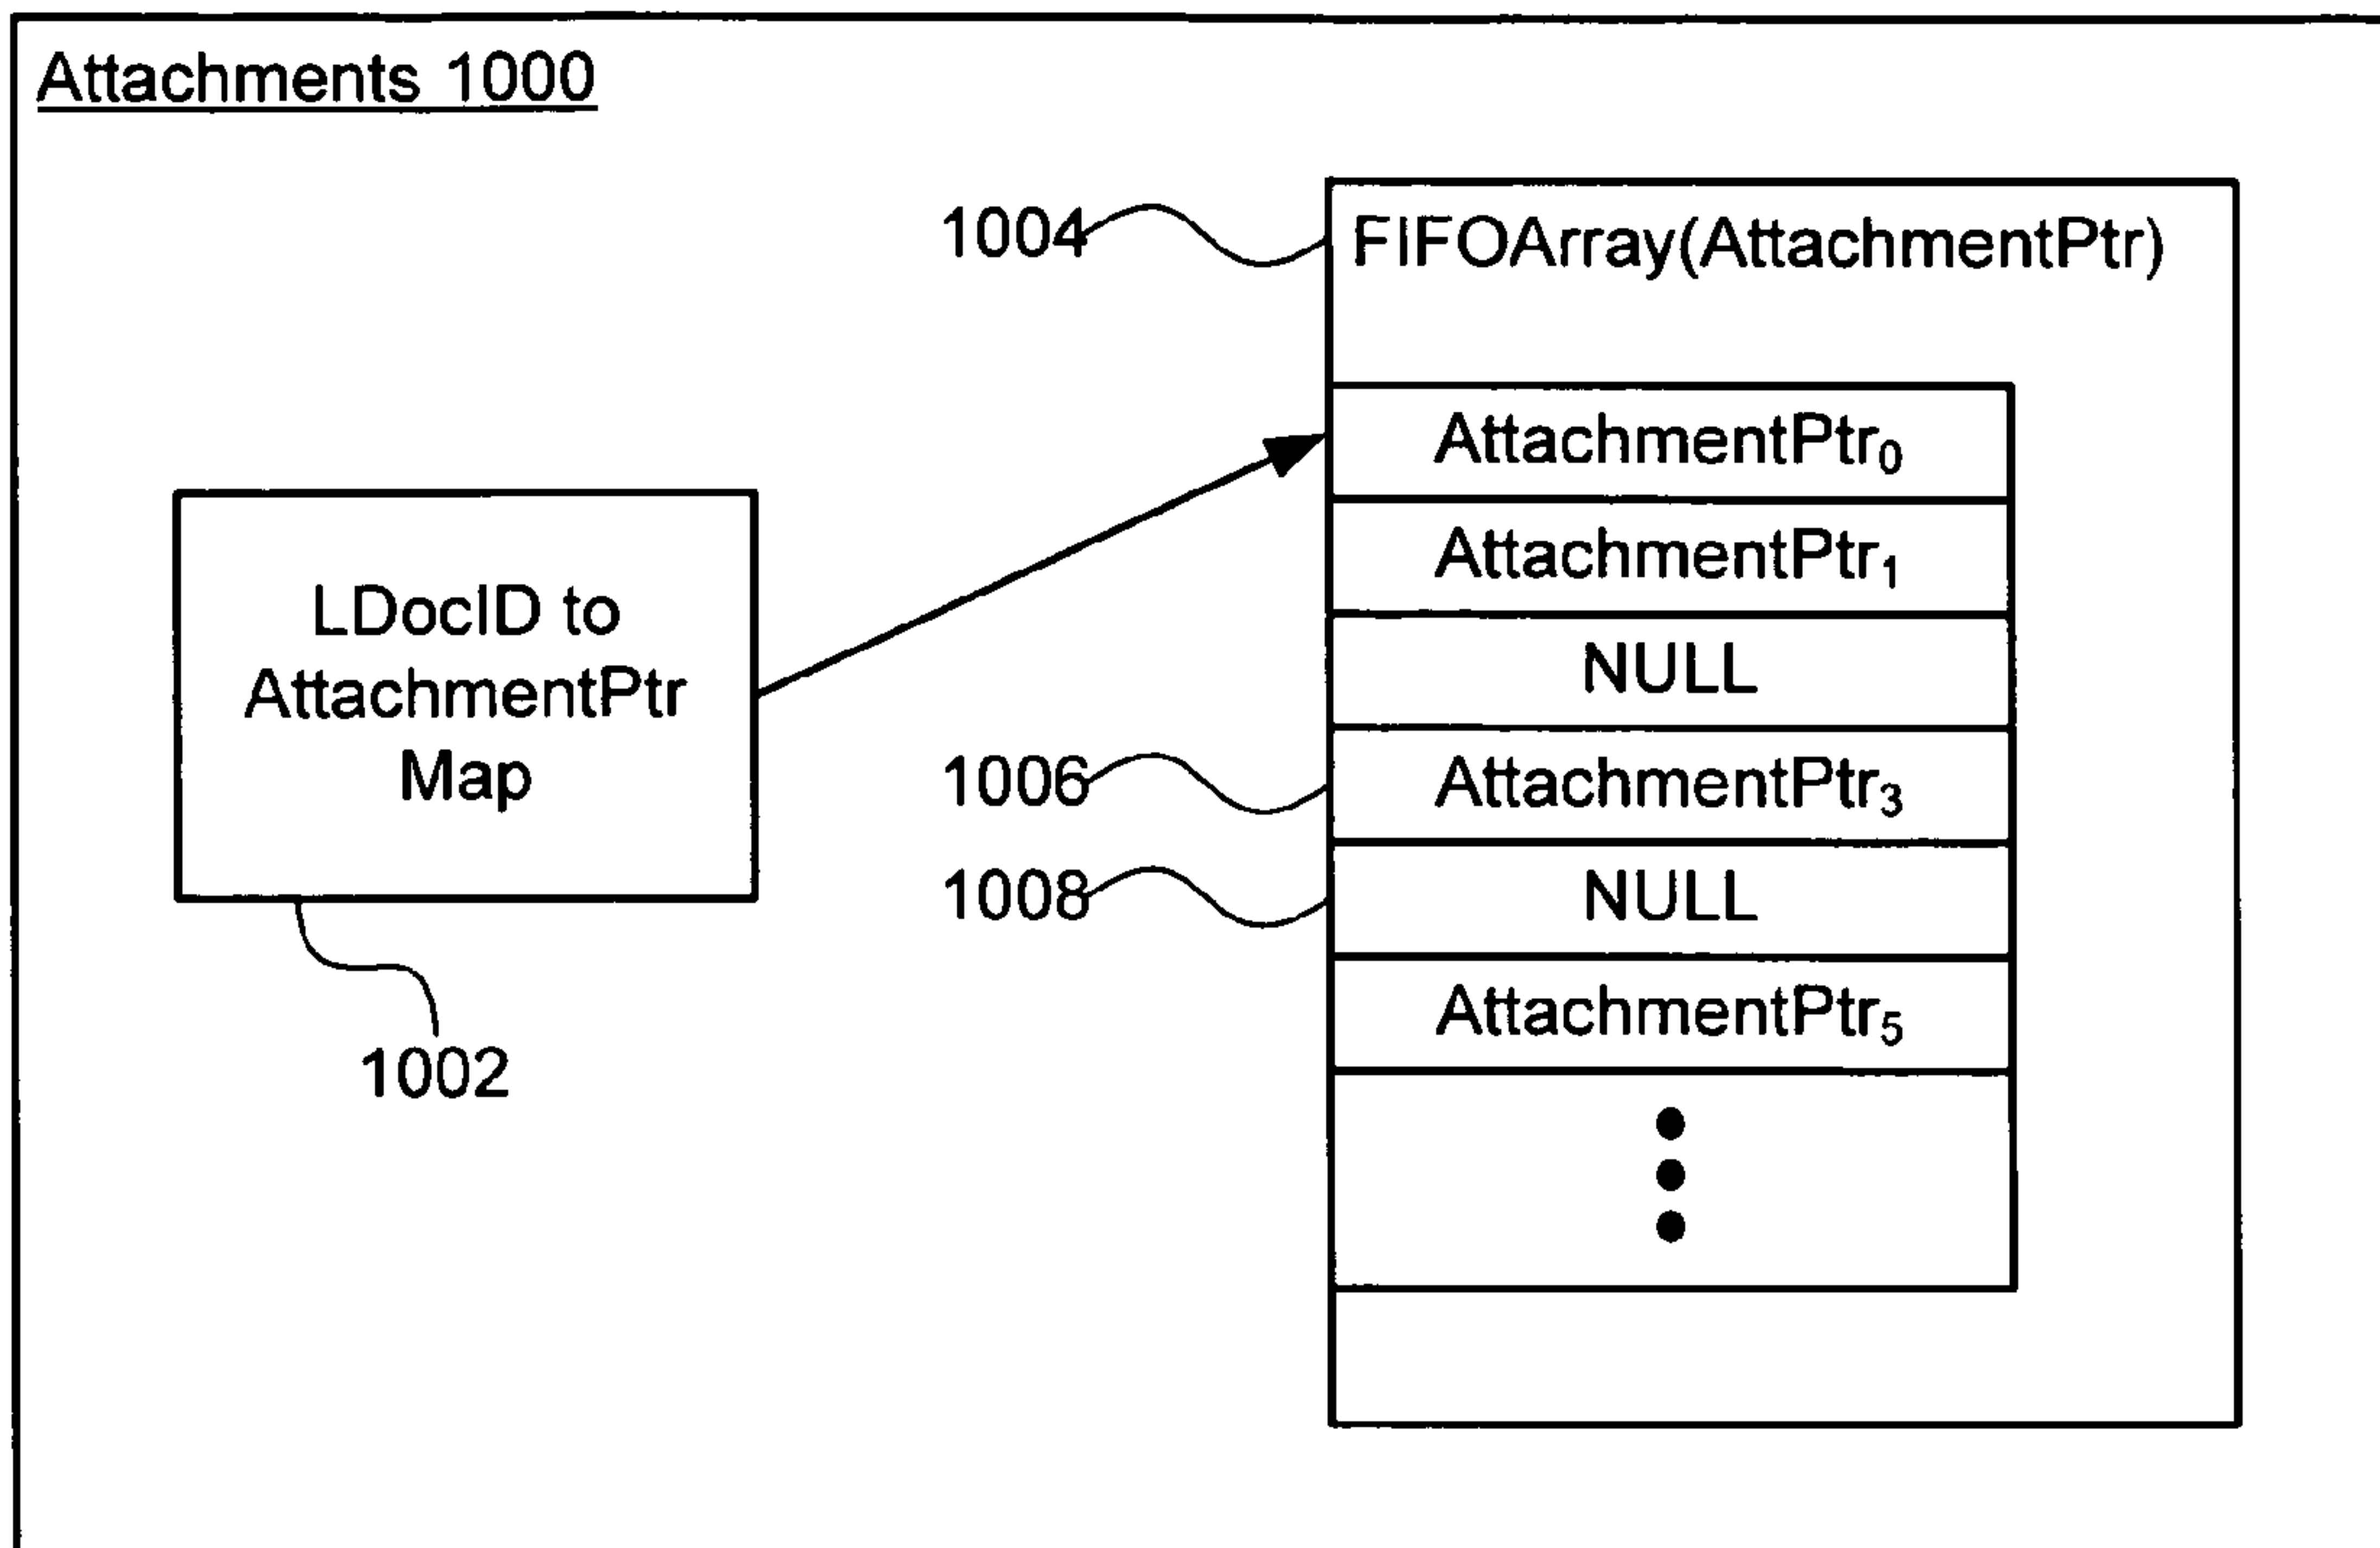 Attachments 1000
1004
FIFOArray(AttachmentPtr)
AttachmentPtr₀
AttachmentPtr₁
NULL
LDocID to
AttachmentPtr
Map
1006
AttachmentPtr₃
1008
NULL
AttachmentPtr₅
1002